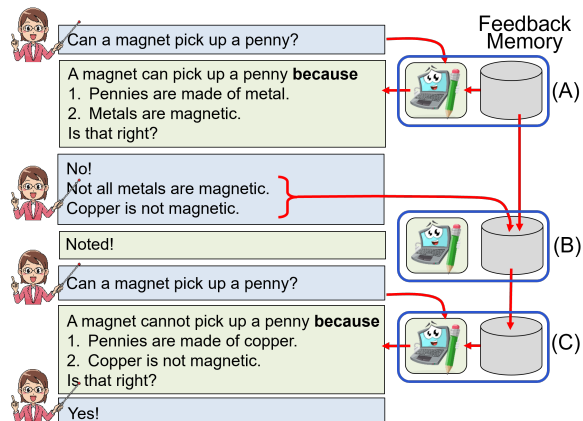 Feedback
Memory
Can a magnet pick up a penny?
A magnet can pick up a penny because
1. Pennies are made of metal.
2. Metals are magnetic.
Is that right?
(A)
No!
Not all metals are magnetic.
Copper is not magnetic.
(B)
Noted!
Can a magnet pick up a penny?
A magnet cannot pick up a penny because
1. Pennies are made of copper.
2. Copper is not magnetic.
Is that right?
(C)
Yes!